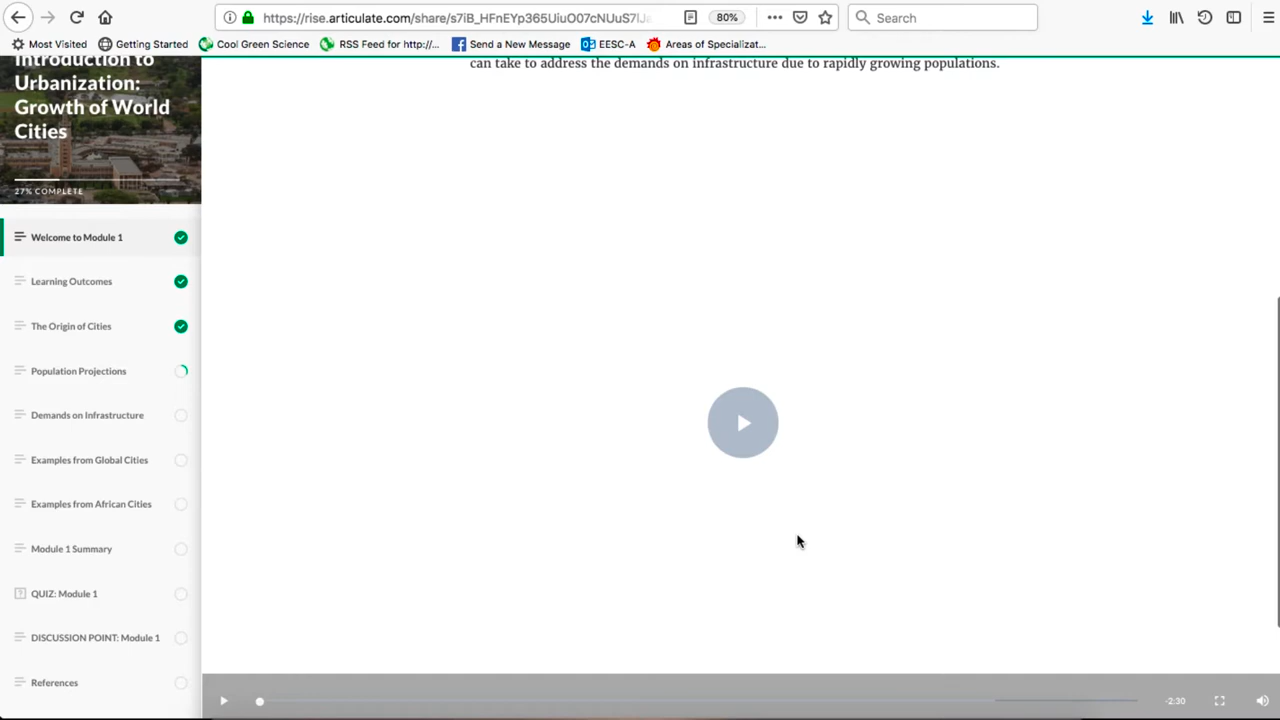 https://rise.articulate.com/share/s7iB_HFnEYp365UiuO07cNUuS7lJ
80%
Search
Most Visited
Getting Started
Cool Green Science
RSS Feed for http://...
Send a New Message
EESC-A
Areas of Specializat...
Introduction to
Urbanization:
Growth of World
Cities
27% COMPLETE
can take to address the demands on infrastructure due to rapidly growing populations.
Welcome to Module 1
Learning Outcomes
The Origin of Cities
Population Projections
Demands on Infrastructure
Examples from Global Cities
Examples from African Cities
Module 1 Summary
QUIZ: Module 1
DISCUSSION POINT: Module 1
References
-2:30